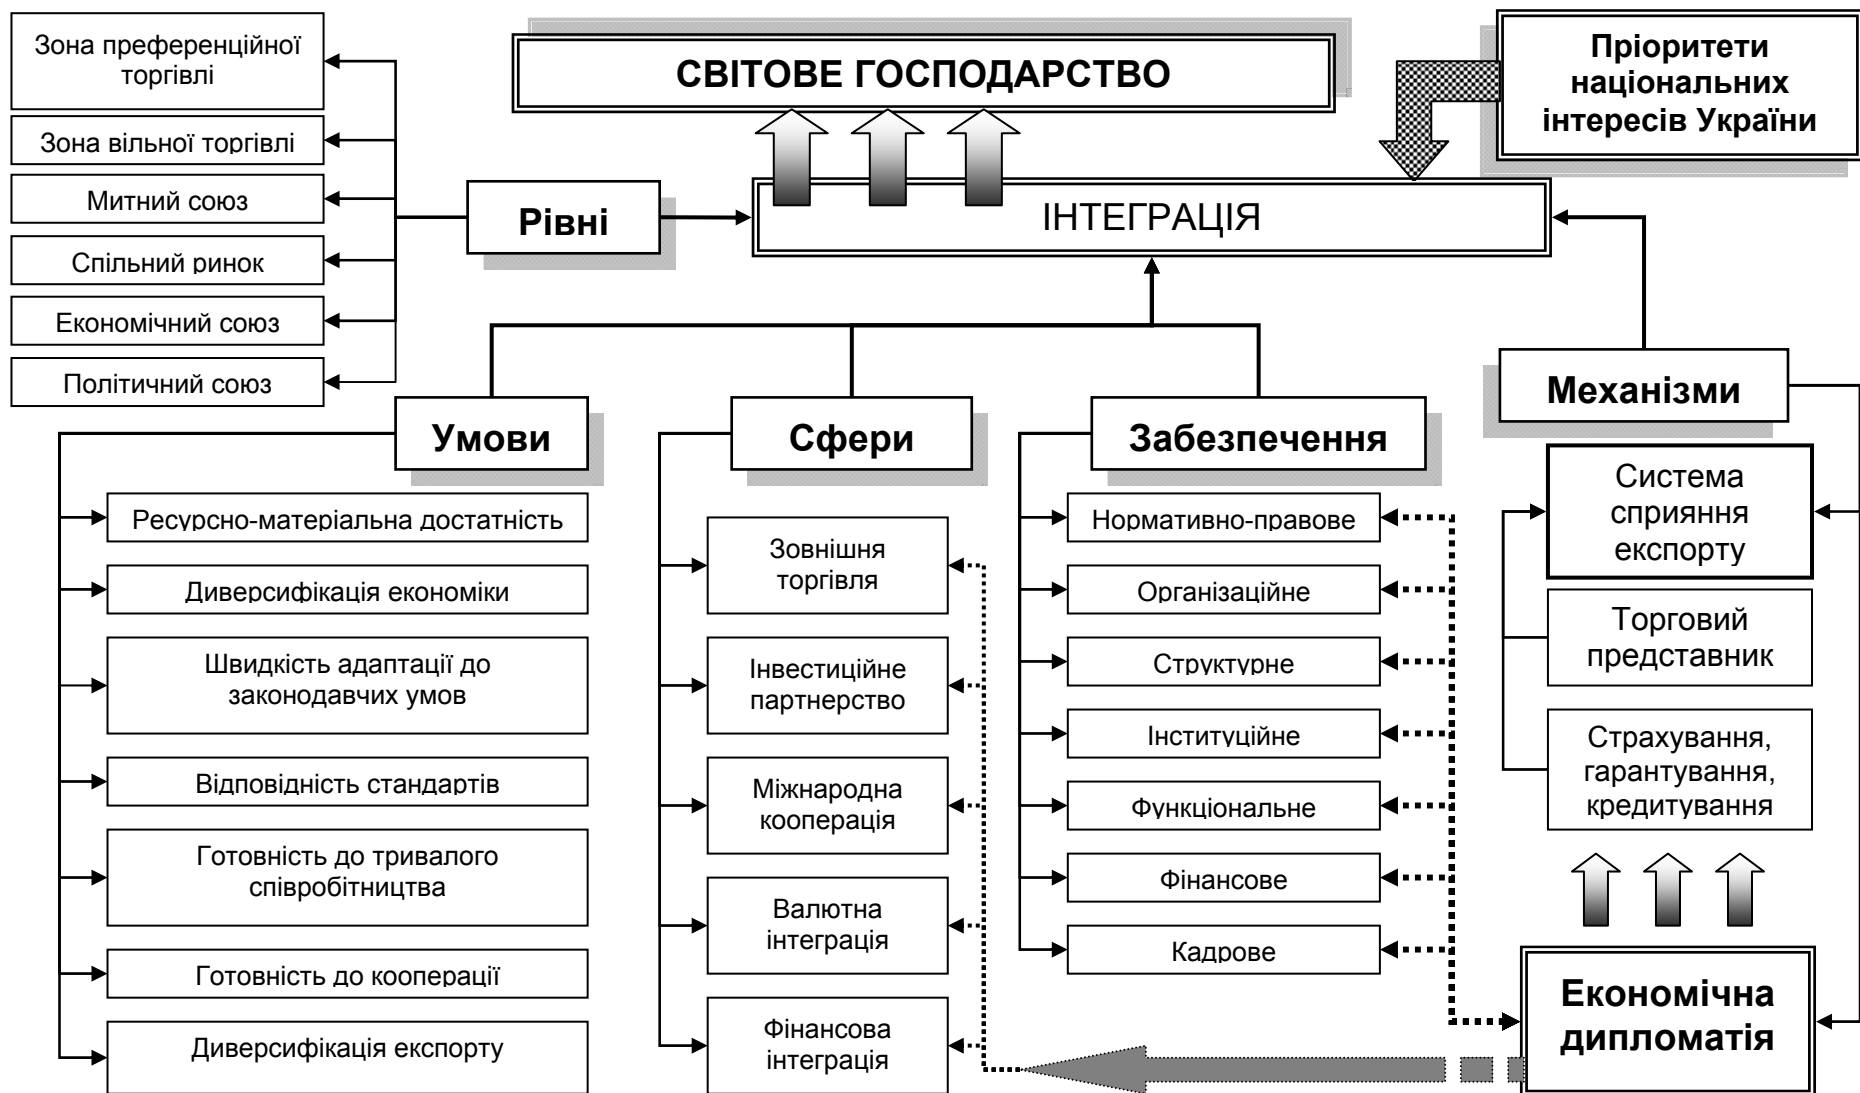 Зона преференційної
торгівлі
Зона вільної торгівлі
Митний союз
Спільний ринок
Економічний союз
Політичний союз
СВІТОВЕ ГОСПОДАРСТВО
Пріоритети
національних
інтересів України
Рівні
ІНТЕГРАЦІЯ
Умови
Сфери
Забезпечення
Механізми
Ресурсно-матеріальна достатність
Диверсифікація економіки
Швидкість адаптації до
законодавчих умов
Відповідність стандартів
Готовність до тривалого
співробітництва
Готовність до кооперації
Диверсифікація експорту
Зовнішня
торгівля
Інвестиційне
партнерство
Міжнародна
кооперація
Валютна
інтеграція
Фінансова
інтеграція
Нормативно-правове
Організаційне
Структурне
Інституційне
Функціональне
Фінансове
Кадрове
Система
сприяння
експорту
Торговий
представник
Страхування,
гарантування,
кредитування
Економічна
дипломатія